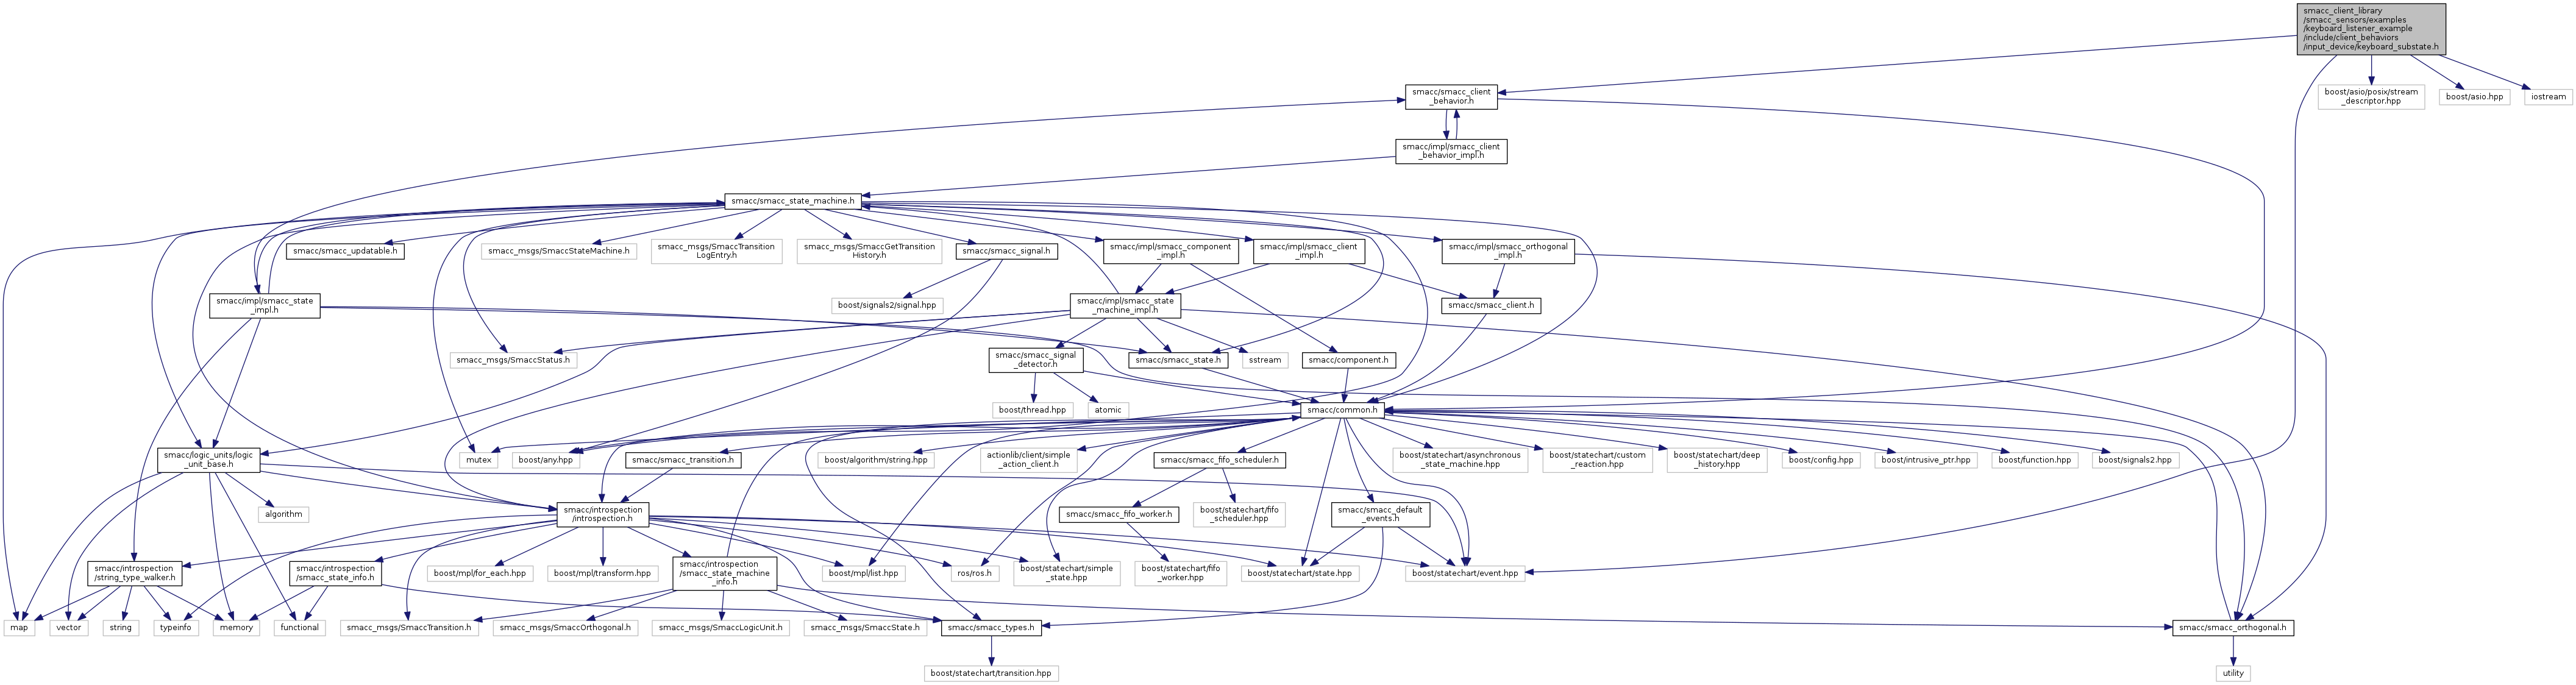 smacc_client_library
/smacc_sensors/examples
/keyboard_listener_example
/include/client_behaviors
/input_device/keyboard_substate.h
smacc/smacc_client
_behavior.h
boost/asio/posix/stream
_descriptor.hpp
boost/asio.hpp
iostream
smacc/impl/smacc_client
_behavior_impl.h
smacc/smacc_state_machine.h
smacc/smacc_updatable.h
smacc_msgs/SmaccStateMachine.h
smacc_msgs/SmaccTransition
LogEntry.h
smacc_msgs/SmaccGetTransition
History.h
smacc/smacc_signal.h
smacc/impl/smacc_component
_impl.h
smacc/impl/smacc_client
_impl.h
smacc/impl/smacc_orthogonal
_impl.h
smacc/impl/smacc_state
_impl.h
boost/signals2/signal.hpp
smacc/impl/smacc_state
_machine_impl.h
smacc/smacc_client.h
smacc_msgs/SmaccStatus.h
smacc/smacc_signal
_detector.h
smacc/smacc_state.h
sstream
smacc/component.h
boost/thread.hpp
atomic
smacc/common.h
smacc/logic_units/logic
_unit_base.h
mutex
boost/any.hpp
smacc/smacc_transition.h
boost/algorithm/string.hpp
actionlib/client/simple
_action_client.h
smacc/smacc_fifo_scheduler.h
boost/statechart/asynchronous
_state_machine.hpp
boost/statechart/custom
_reaction.hpp
boost/statechart/deep
_history.hpp
boost/config.hpp
boost/intrusive_ptr.hpp
boost/function.hpp
boost/signals2.hpp
algorithm
smacc/introspection
/introspection.h
smacc/smacc_fifo_worker.h
boost/statechart/fifo
_scheduler.hpp
smacc/smacc_default
_events.h
smacc/introspection
/string_type_walker.h
smacc/introspection
/smacc_state_info.h
boost/mpl/for_each.hpp
boost/mpl/transform.hpp
smacc/introspection
/smacc_state_machine
_info.h
boost/mpl/list.hpp
ros/ros.h
boost/statechart/simple
_state.hpp
boost/statechart/fifo
_worker.hpp
boost/statechart/state.hpp
boost/statechart/event.hpp
map
vector
string
typeinfo
memory
functional
smacc_msgs/SmaccTransition.h
smacc_msgs/SmaccOrthogonal.h
smacc_msgs/SmaccLogicUnit.h
smacc_msgs/SmaccState.h
smacc/smacc_types.h
smacc/smacc_orthogonal.h
boost/statechart/transition.hpp
utility